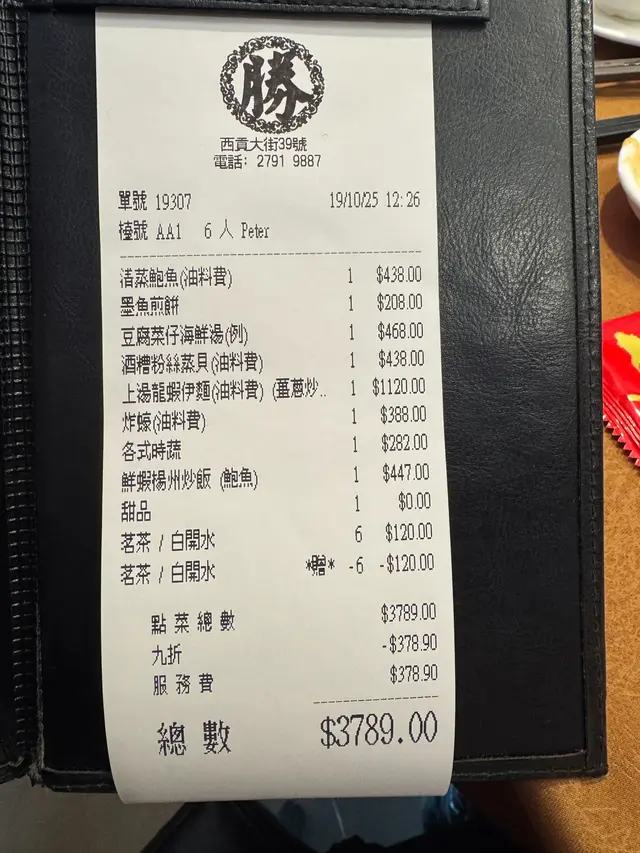 勝
西貢大街39號
電話: 2791 9887
單號 19307 19/10/25 12:26
檯號 AA1 6 人 Peter
清蒸鮑魚(油料費) 1 $438.00
墨魚煎餅 1 $208.00
豆腐菜仔海鮮湯(例) 1 $468.00
酒糟粉絲蒸貝(油料費) 1 $438.00
上湯龍蝦伊麵(油料費) (薑蔥炒.. 1 $1120.00
炸蠔(油料費) 1 $388.00
各式時蔬 1 $282.00
鮮蝦揚州炒飯 (鮑魚) 1 $447.00
甜品 1 $0.00
茗茶 / 白開水 6 $120.00
茗茶 / 白開水 *贈* -6 -$120.00
點菜總數 $3789.00
九折 -$378.90
服務費 $378.90
總數 $3789.00